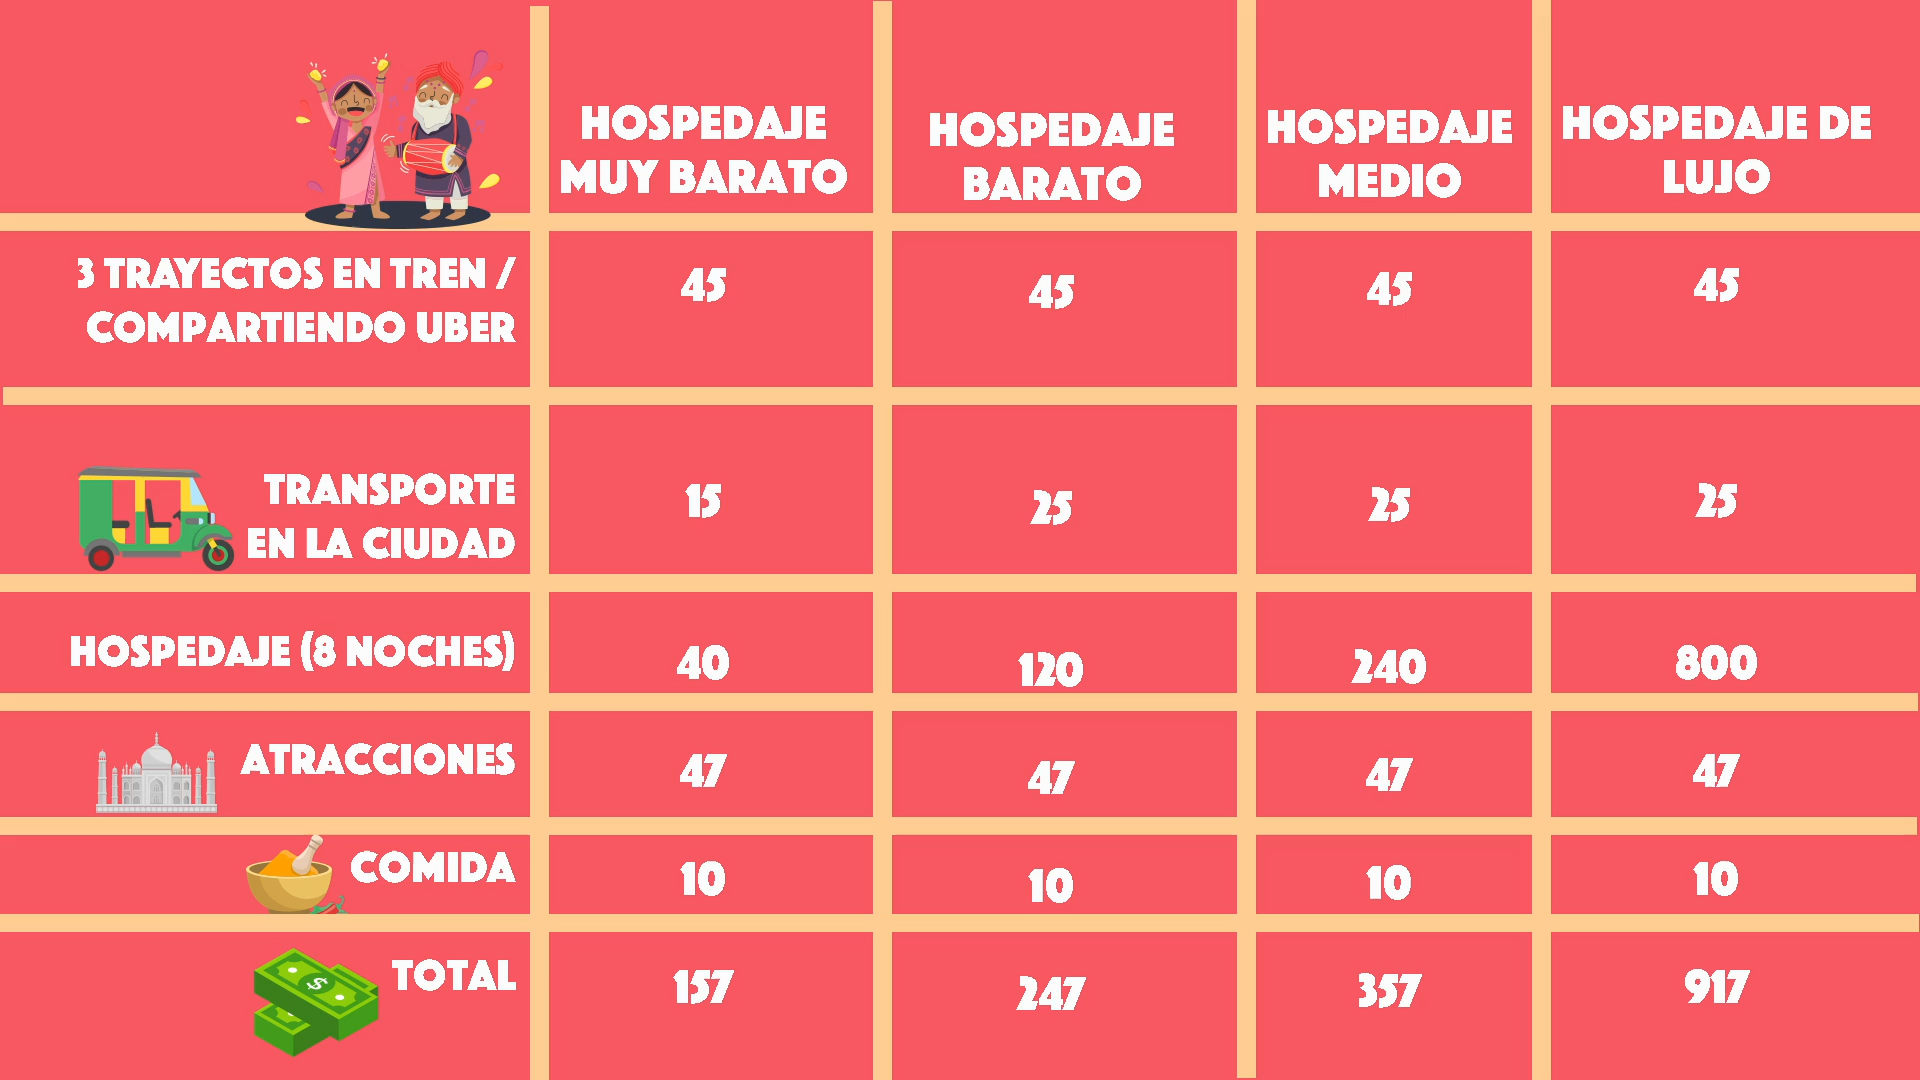 HOSPEDAJE
MUY BARATO
HOSPEDAJE
BARATO
HOSPEDAJE
MEDIO
HOSPEDAJE DE
LUJO
3 TRAYECTOS EN TREN /
COMPARTIENDO UBER
45
45
45
45
TRANSPORTE
EN LA CIUDAD
15
25
25
25
HOSPEDAJE (8 NOCHES)
40
120
240
800
ATRACCIONES
47
47
47
47
COMIDA
10
10
10
10
$
TOTAL
157
247
357
917